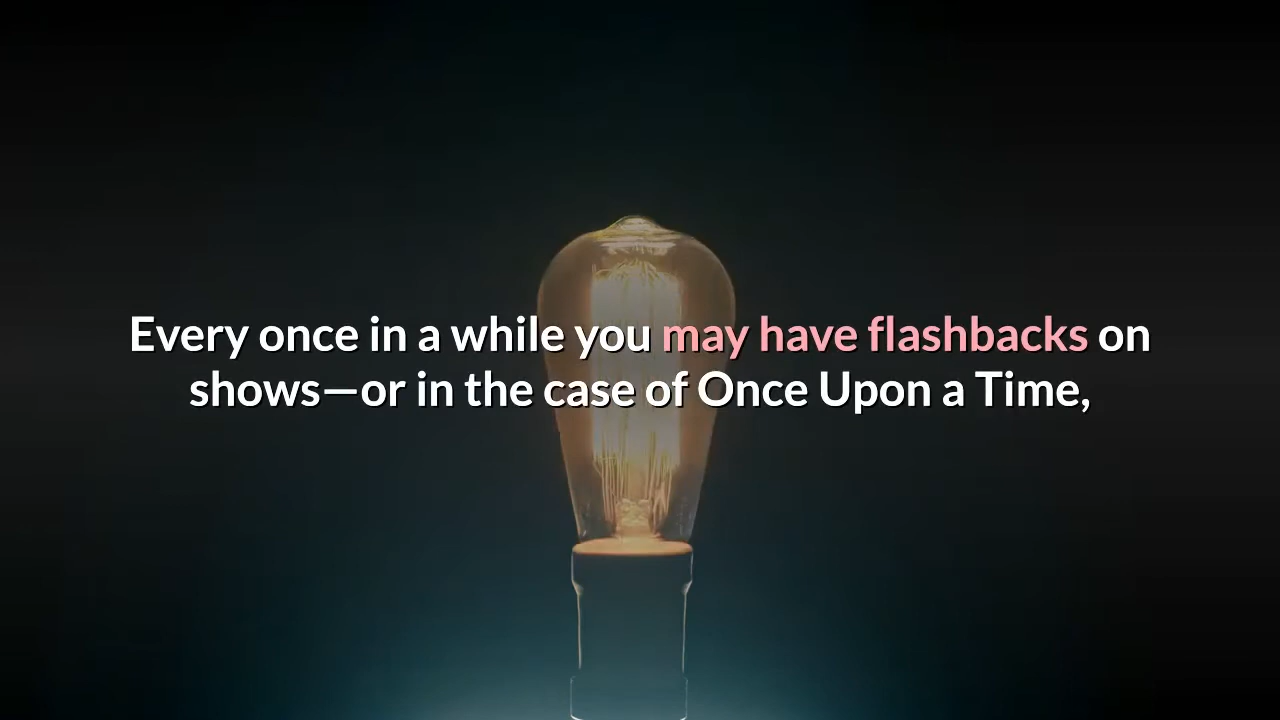 Every once in a while you may have flashbacks on
shows—or in the case of Once Upon a Time,